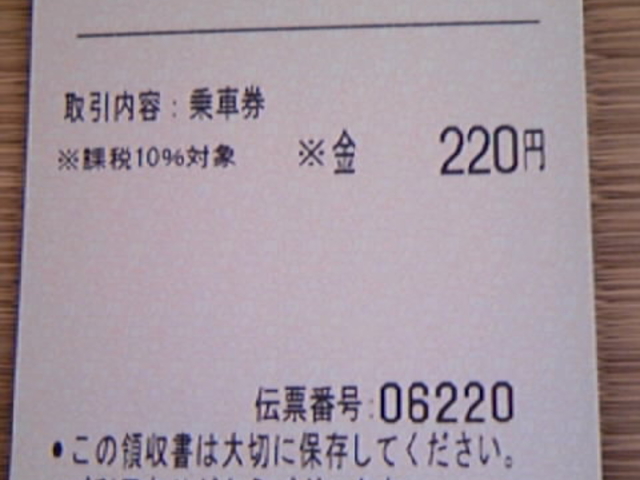 取引内容：乗車券
※課税10%対象 ※金 220円
伝票番号:06220
•この領収書は大切に保存してください。